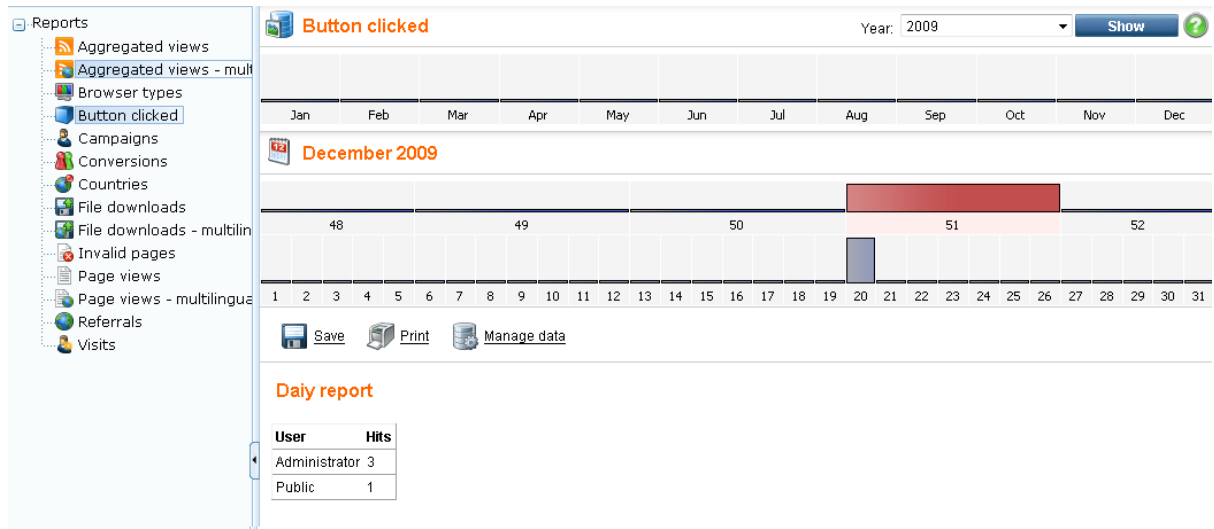 Reports
Aggregated views
Aggregated views - mult
Browser types
Button clicked
Campaigns
Conversions
Countries
File downloads
File downloads - multilin
Invalid pages
Page views
Page views - multilingua
Referrals
Visits
Button clicked
Year: 2009 Show ?
Jan Feb Mar Apr May Jun Jul Aug Sep Oct Nov Dec
12 December 2009
48 49 50 51 52
1 2 3 4 5 6 7 8 9 10 11 12 13 14 15 16 17 18 19 20 21 22 23 24 25 26 27 28 29 30 31
Save Print Manage data
Daiy report
User Hits
Administrator 3
Public 1